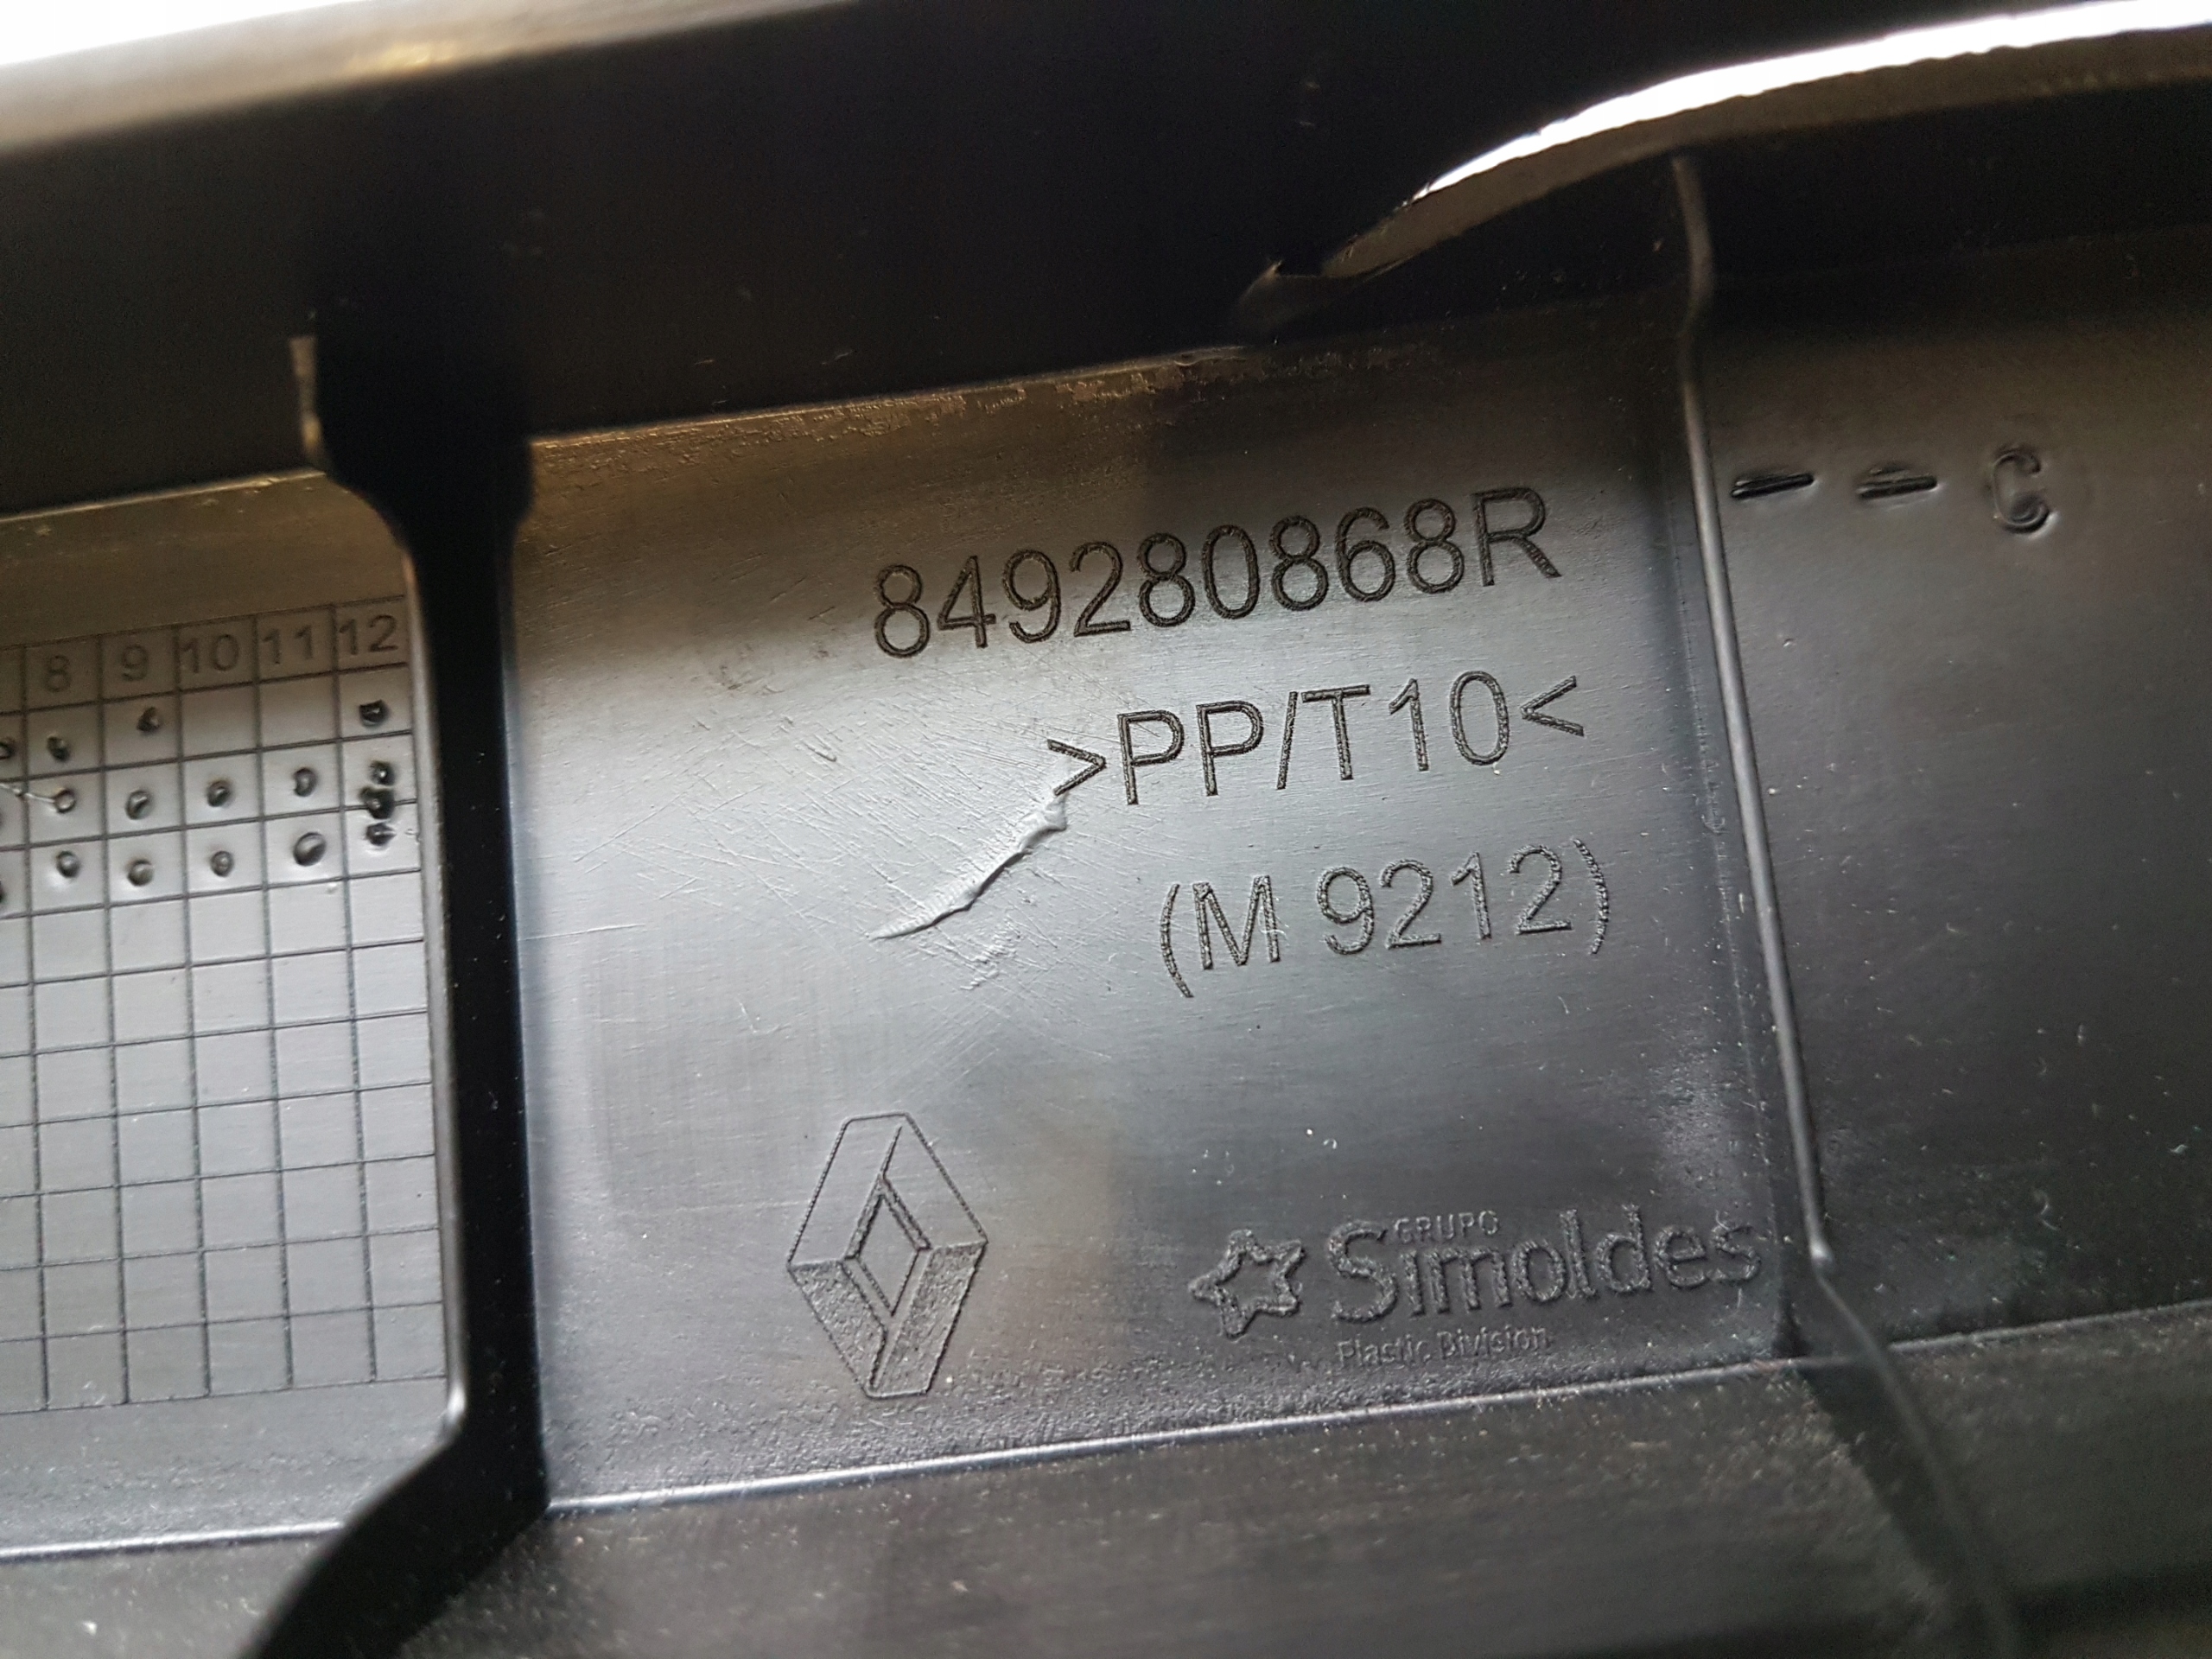 849280868R
>PP/T10<
(M 9212)
GRUPO
Simoldes
Plastic Division
– – C
8 9 10 11 12